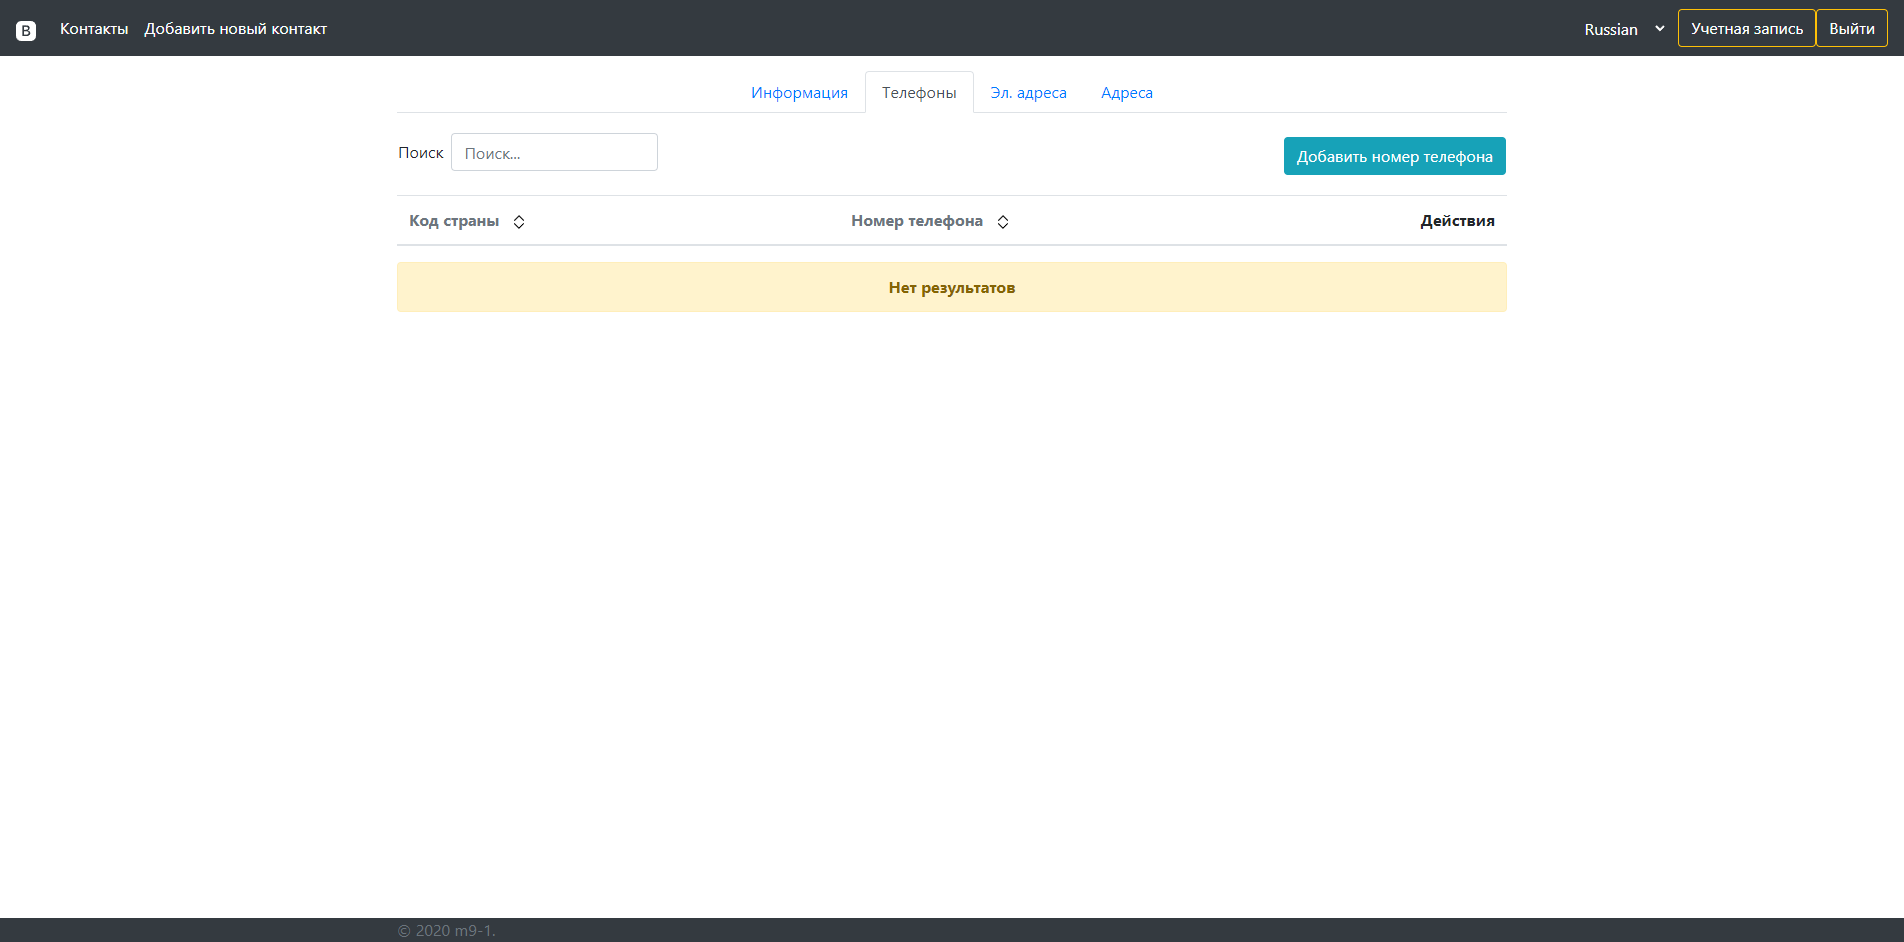 B Контакты Добавить новый контакт Russian Учетная запись Выйти
Информация Телефоны Эл. адреса Адреса
Поиск Поиск... Добавить номер телефона
Код страны Номер телефона Действия
Нет результатов
© 2020 m9-1.